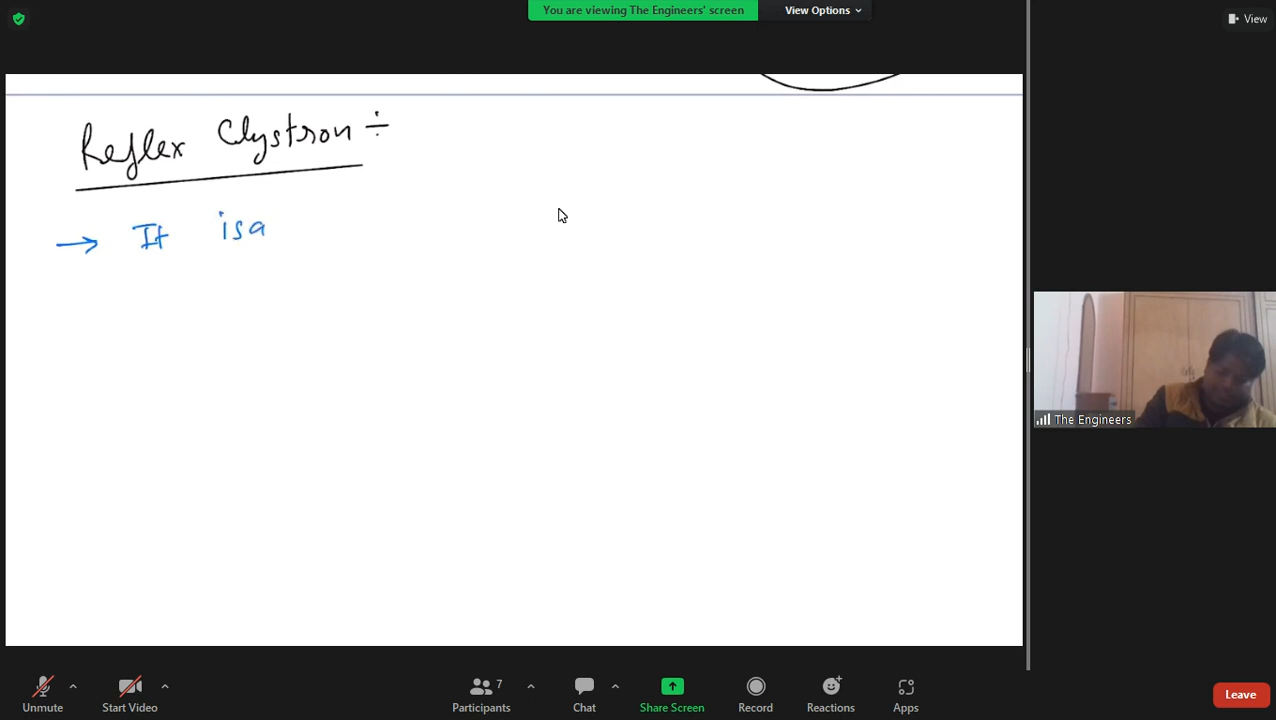 You are viewing The Engineers' screen
View Options
View
Reflex Clystron ÷
→ It is a
The Engineers
Unmute
Start Video
7
Participants
Chat
Share Screen
Record
Reactions
Apps
Leave